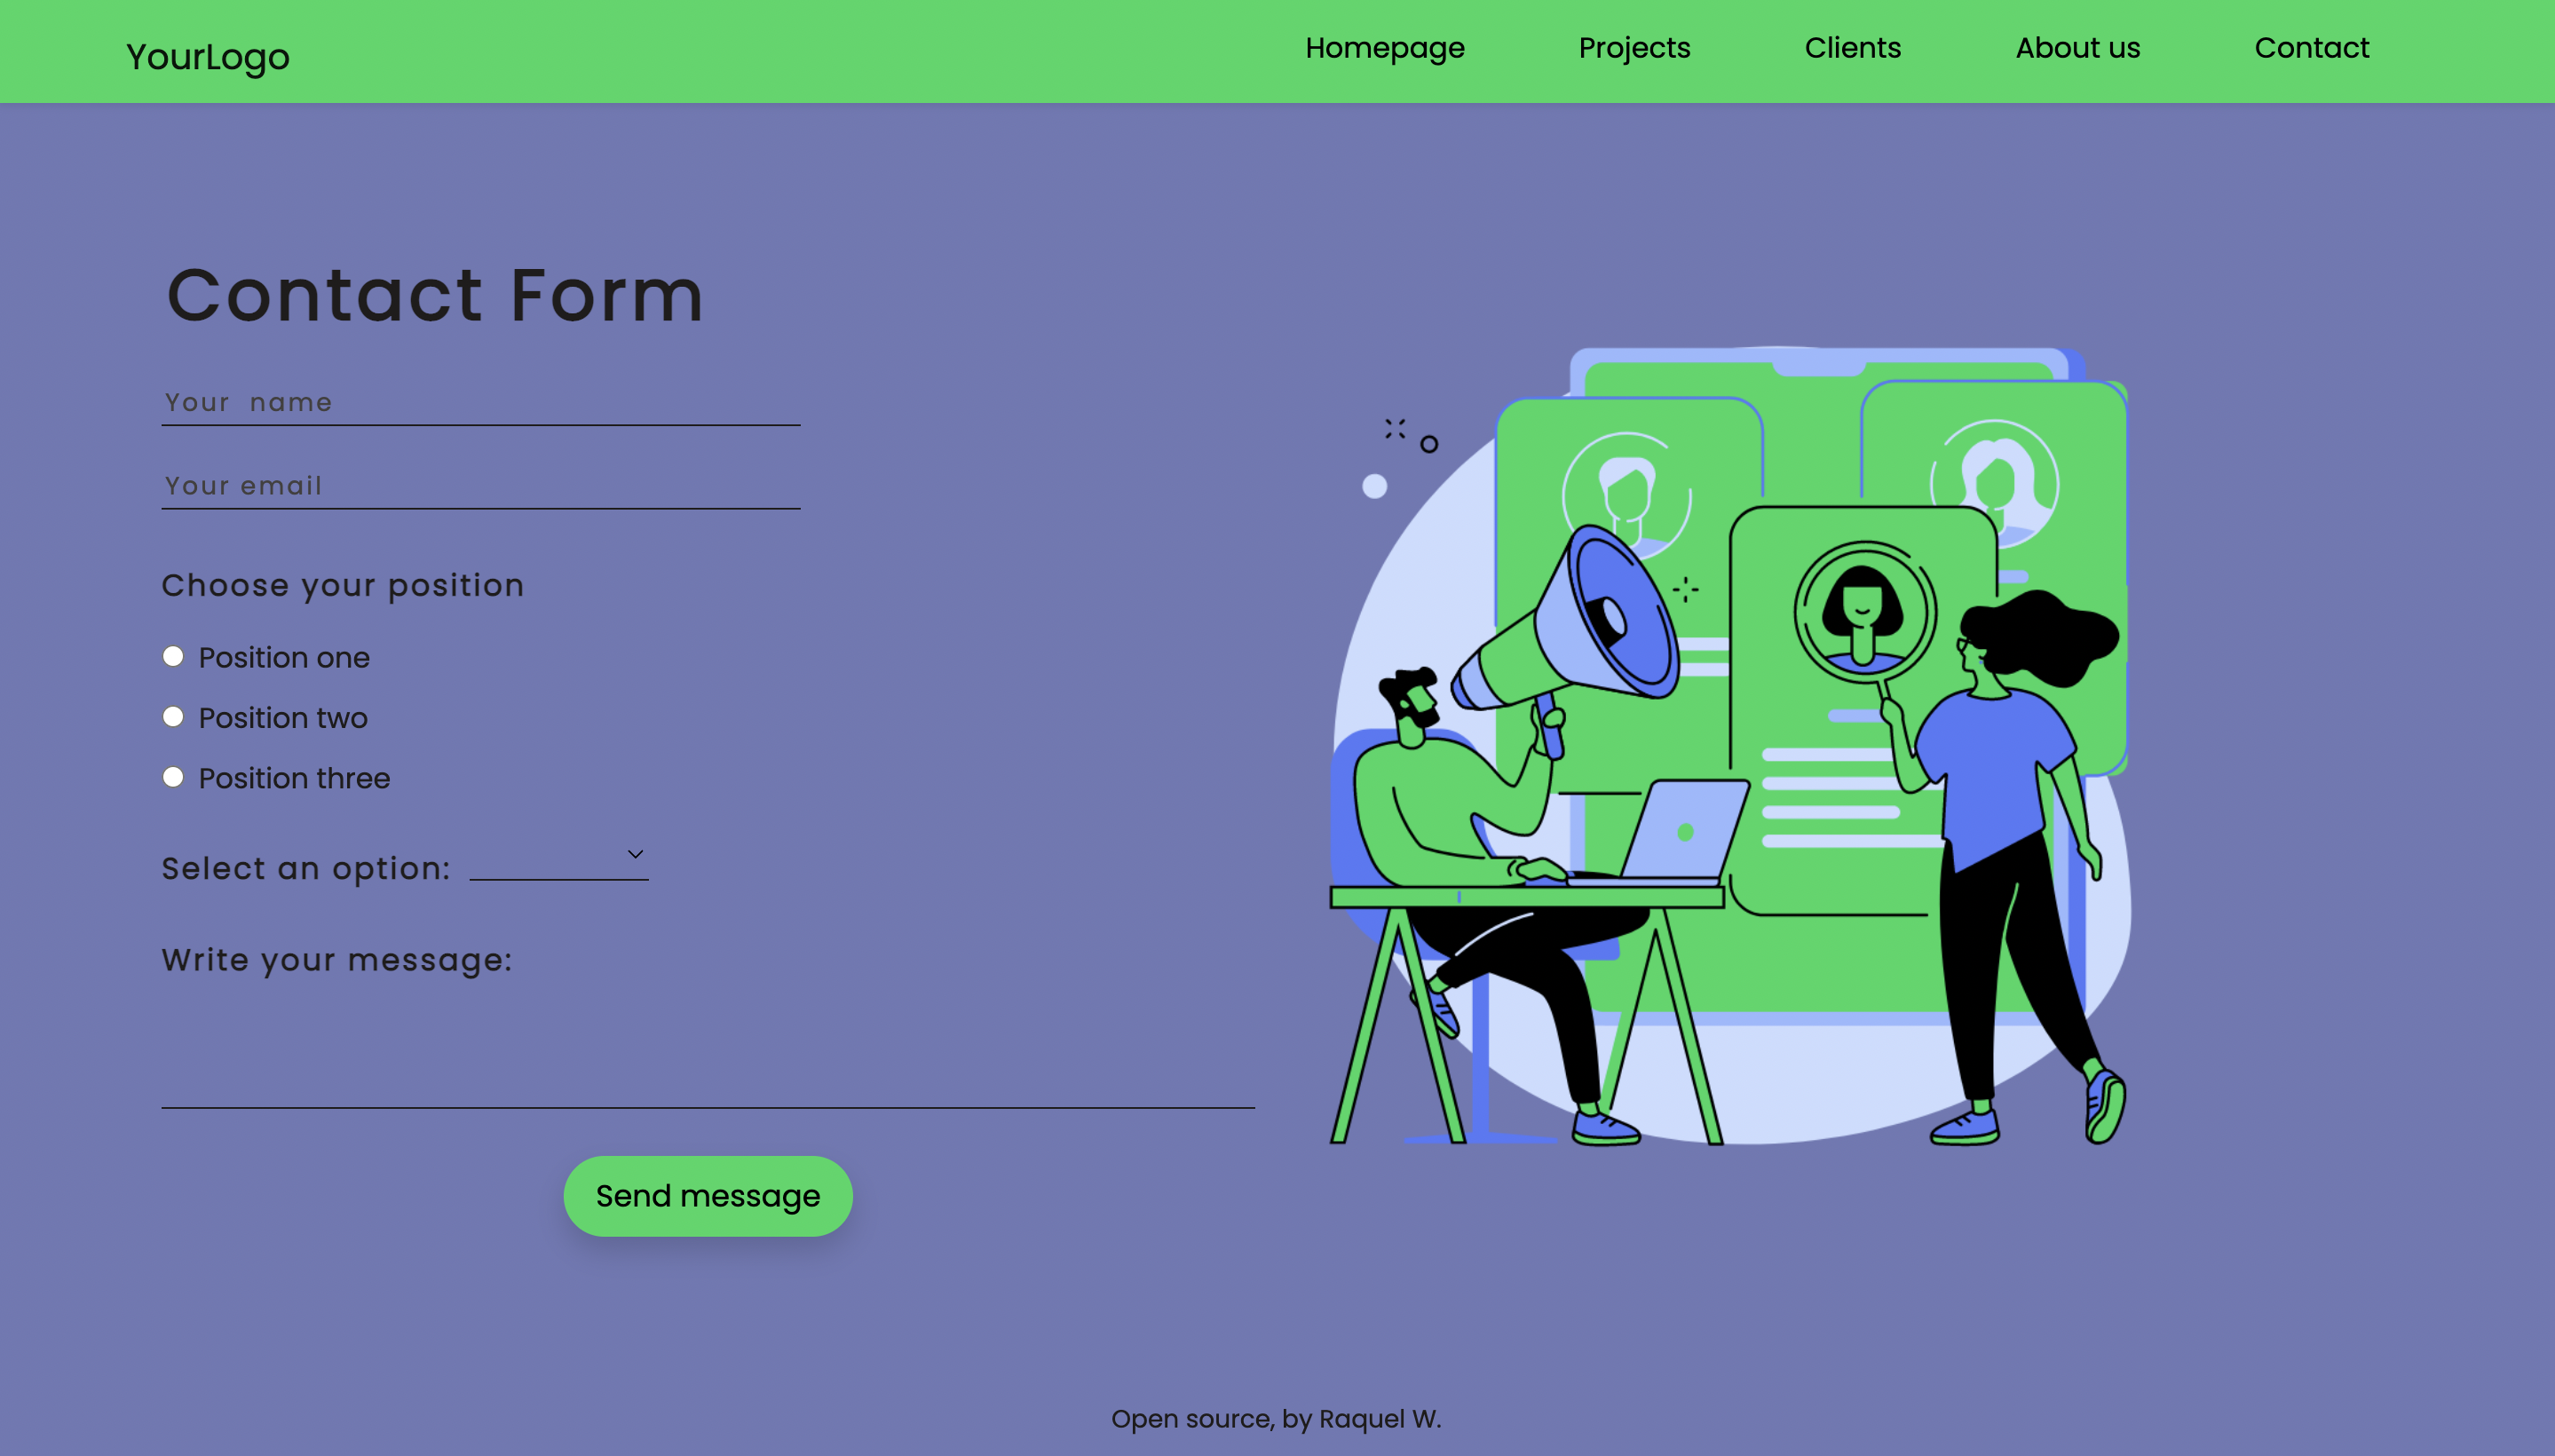 YourLogo
Homepage
Projects
Clients
About us
Contact
Contact Form
Your name
Your email
Choose your position
Position one
Position two
Position three
Select an option:
Write your message:
Send message
Open source, by Raquel W.